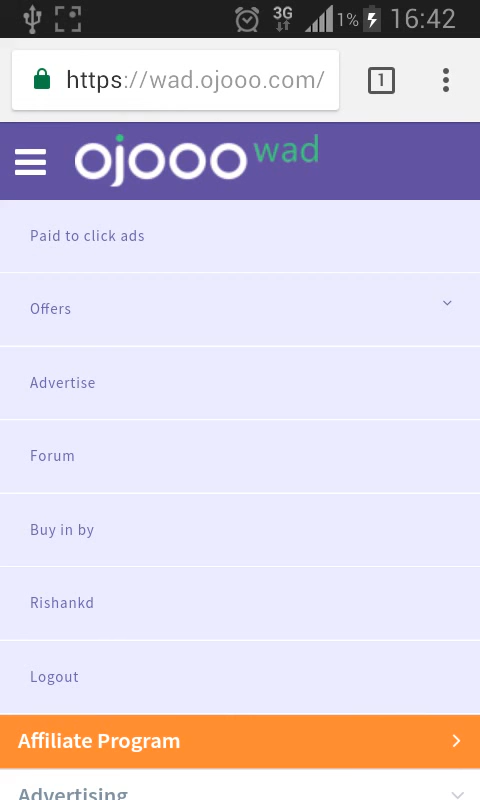 3G 1% 16:42
https://wad.ojooo.com/ 1
ojooo wad
Paid to click ads
Offers
Advertise
Forum
Buy in by
Rishankd
Logout
Affiliate Program
Advertising